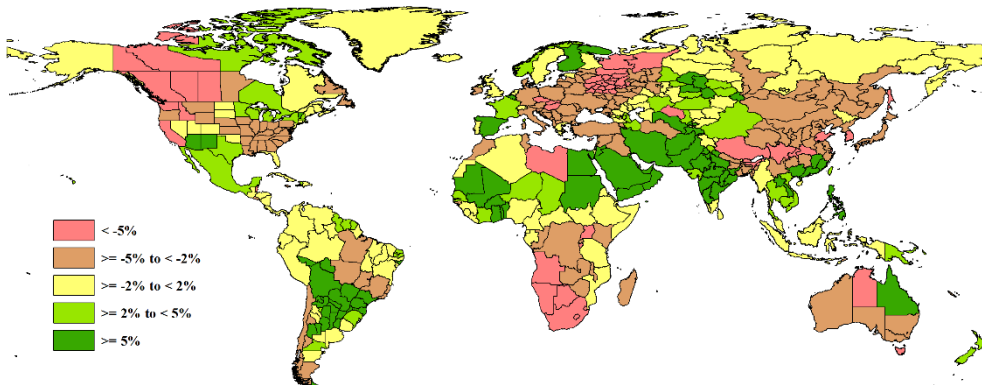 < -5%
>= -5% to < -2%
>= -2% to < 2%
>= 2% to < 5%
>= 5%